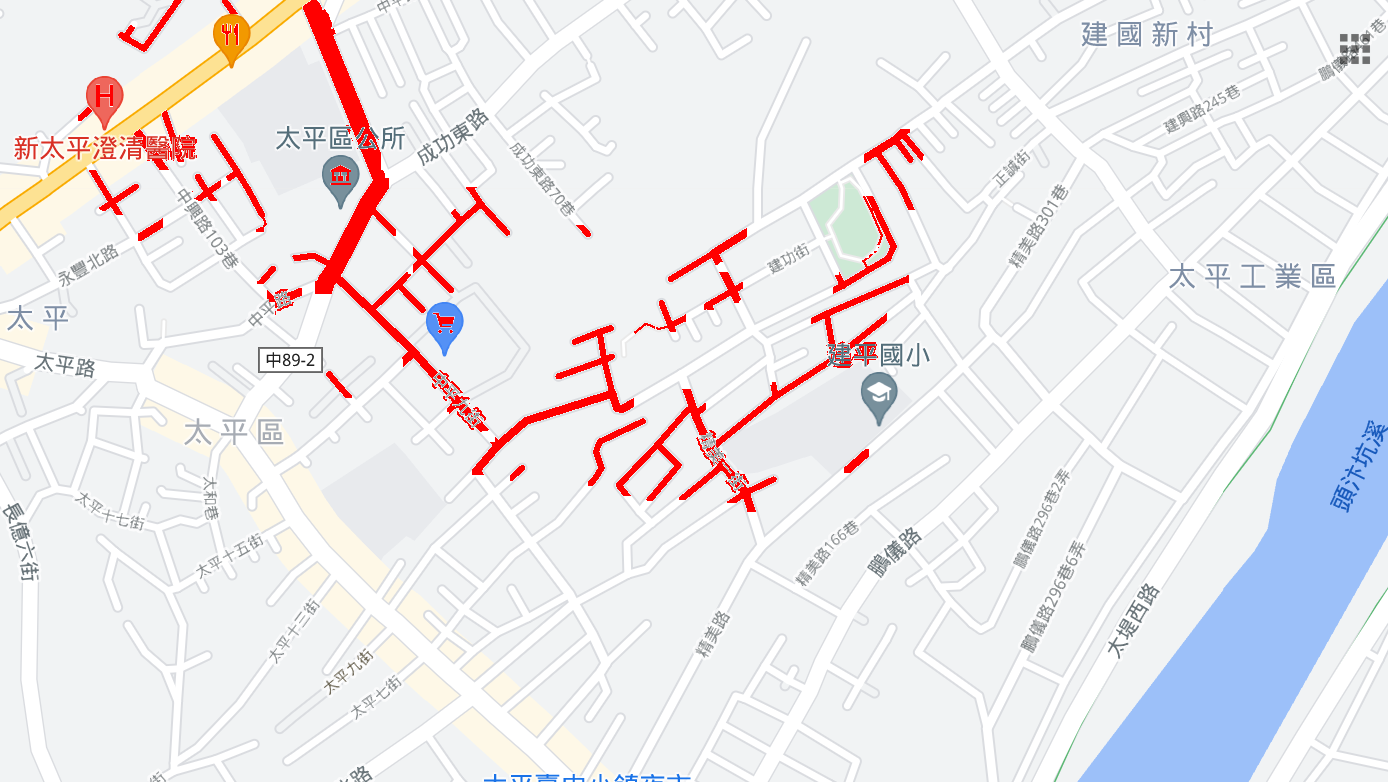 建國新村
H
新太平澄清醫院
太平區公所
成功東路
成功東路70巷
建興路245巷
正誠街
精美路301巷
中興路103巷
永豐北路
建功街
太平工業區
太平
中89-2
太平路
建平國小
太平區
頭汴坑溪
太和巷
太平十七街
長億六街
太平十五街
鵬儀路296巷2弄
精美路166巷
鵬儀路
鵬儀路296巷6弄
太平十三街
精美路
太堤西路
太平九街
太平七街